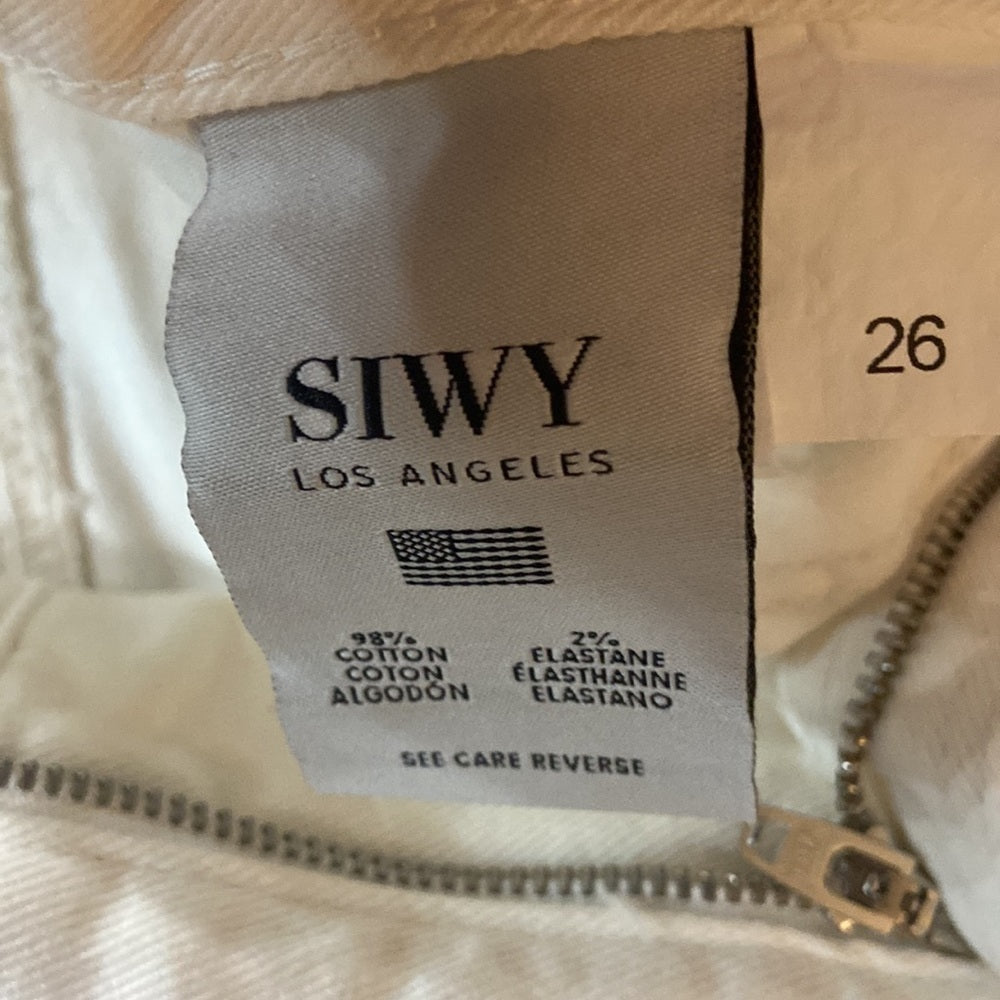 SIWY
LOS ANGELES
98%
COTTON
COTON
ALGODÓN
2%
ELASTANE
ÉLASTHANNE
ELASTANO
SEE CARE REVERSE
26